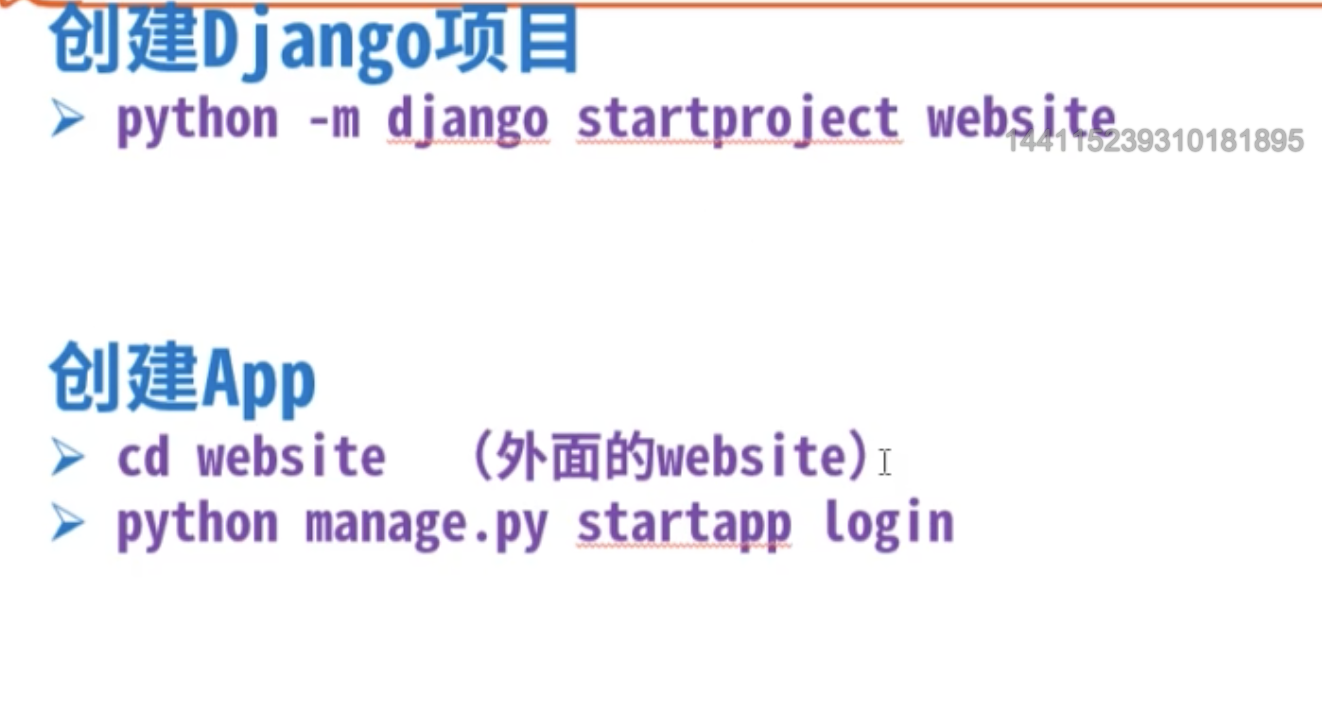 创建Django项目
➢ python -m django startproject website
144115239310181895
创建App
➢ cd website （外面的website）
➢ python manage.py startapp login